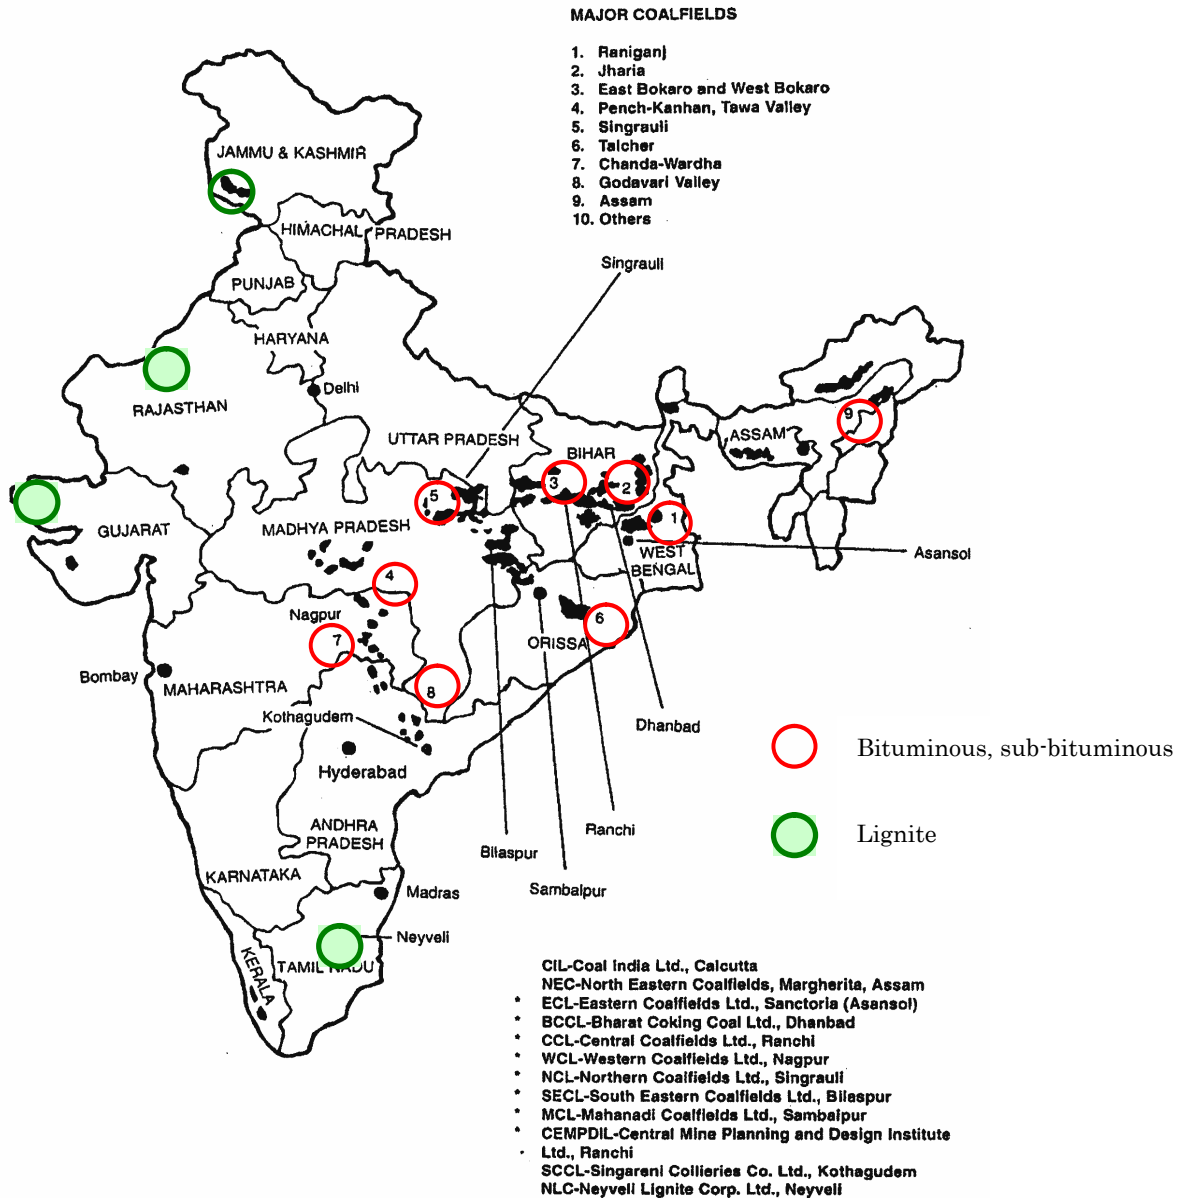 MAJOR COALFIELDS
1. Raniganj
2. Jharia
3. East Bokaro and West Bokaro
4. Pench-Kanhan, Tawa Valley
5. Singrauli
6. Talcher
7. Chanda-Wardha
8. Godavari Valley
9. Assam
10. Others
JAMMU & KASHMIR
HIMACHAL PRADESH
Singrauli
PUNJAB
HARYANA
Delhi
RAJASTHAN
UTTAR PRADESH
BIHAR
ASSAM
9
3
2
5
1
GUJARAT
MADHYA PRADESH
WEST
BENGAL
Asansol
4
Nagpur
6
7
ORISSA
Bombay
MAHARASHTRA
8
Kothagudem
Dhanbad
Bituminous, sub-bituminous
Hyderabad
Lignite
ANDHRA
PRADESH
Ranchi
Bilaspur
KARNATAKA
Sambalpur
Madras
Neyveli
KERALA
TAMIL NADU
CIL-Coal India Ltd., Calcutta
NEC-North Eastern Coalfields, Margherita, Assam
* ECL-Eastern Coalfields Ltd., Sanctoria (Asansol)
* BCCL-Bharat Coking Coal Ltd., Dhanbad
* CCL-Central Coalfields Ltd., Ranchi
* WCL-Western Coalfields Ltd., Nagpur
* NCL-Northern Coalfields Ltd., Singrauli
* SECL-South Eastern Coalfields Ltd., Bilaspur
* MCL-Mahanadi Coalfields Ltd., Sambalpur
* CEMPDIL-Central Mine Planning and Design Institute
Ltd., Ranchi
SCCL-Singareni Collieries Co. Ltd., Kothagudem
NLC-Neyveli Lignite Corp. Ltd., Neyveli